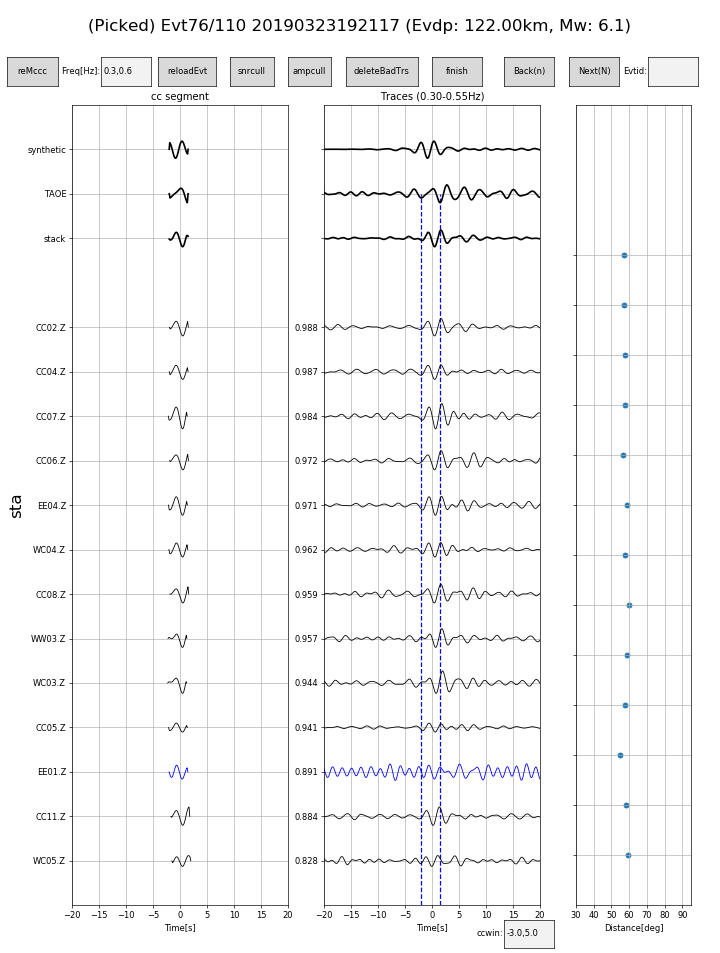 (Picked) Evt76/110 20190323192117 (Evdp: 122.00km, Mw: 6.1)
reMccc Freq[Hz]: 0.3,0.6 reloadEvt snrcull ampcull deleteBadTrs finish Back(n) Next(N) Evtid:
cc segment Traces (0.30-0.55Hz)
synthetic
TAOE
stack
CC02.Z 0.988
CC04.Z 0.987
CC07.Z 0.984
CC06.Z 0.972
EE04.Z 0.971
sta
WC04.Z 0.962
CC08.Z 0.959
WW03.Z 0.957
WC03.Z 0.944
CC05.Z 0.941
EE01.Z 0.891
CC11.Z 0.884
WC05.Z 0.828
−20 −15 −10 −5 0 5 10 15 20 −20 −15 −10 −5 0 5 10 15 20 30 40 50 60 70 80 90
Time[s] Time[s] Distance[deg]
ccwin: -3.0,5.0